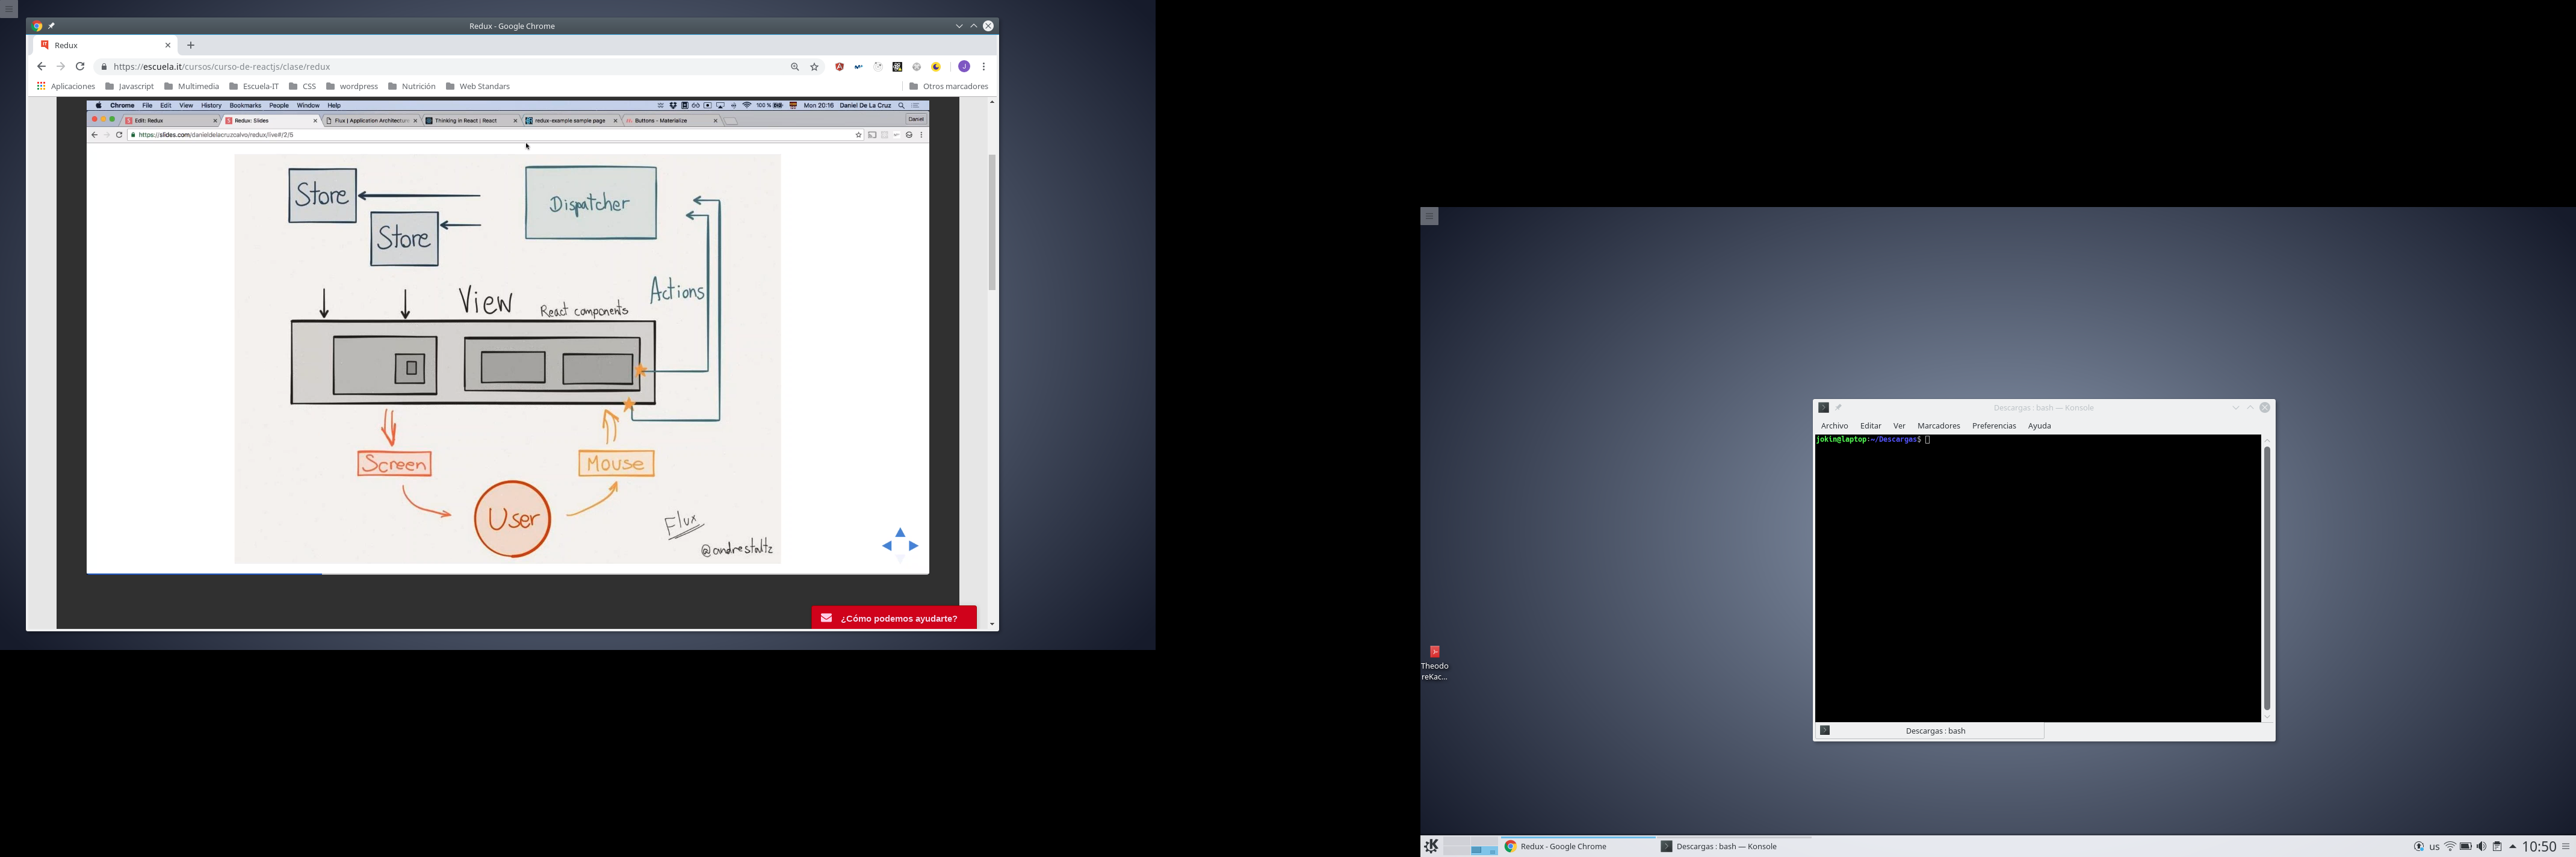 Redux - Google Chrome
Redux
https://escuela.it/cursos/curso-de-reactjs/clase/redux
Aplicaciones Javascript Multimedia Escuela-IT CSS wordpress Nutrición Web Standars Otros marcadores
Chrome File Edit View History Bookmarks People Window Help 100 % Mon 20:16 Daniel De La Cruz
Edit: Redux Redux: Slides Flux | Application Architecture Thinking in React | React redux-example sample page Buttons - Materialize Daniel
https://slides.com/danieldelacruzcalvo/redux/live#/2/5
Store
Dispatcher
Store
Actions
View
React components
Screen
Mouse
User
Flux
@andrestaltz
¿Cómo podemos ayudarte?
Descargas : bash — Konsole
Archivo Editar Ver Marcadores Preferencias Ayuda
jokin@laptop:~/Descargas$
Descargas : bash
Theodo
reKac...
Redux - Google Chrome Descargas : bash — Konsole us 10:50